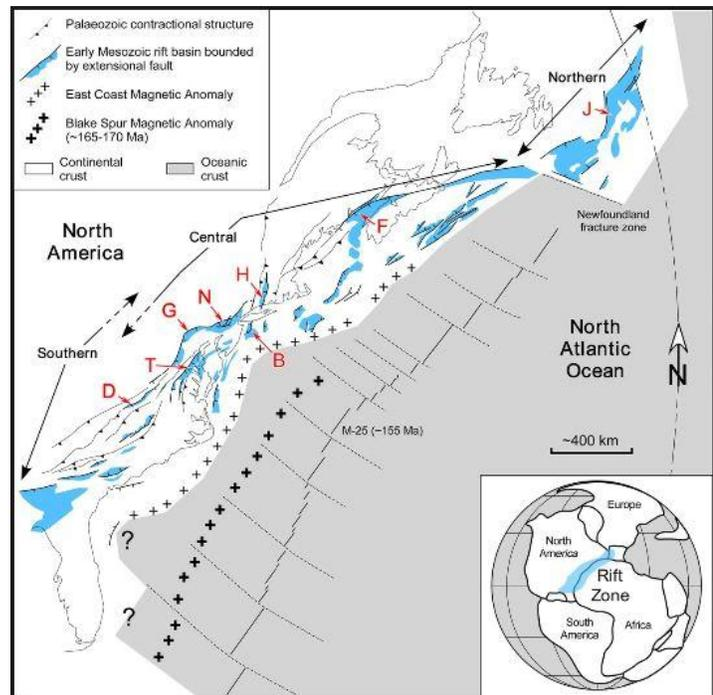 Palaeozoic contractional structure
Early Mesozoic rift basin bounded
by extensional fault
East Coast Magnetic Anomaly
Blake Spur Magnetic Anomaly
(~165-170 Ma)
Continental
crust
Oceanic
crust
Northern
J
North
America
Central
F
Newfoundland
fracture zone
H
N
G
Southern
T
B
D
North
Atlantic
Ocean
N
M-25 (~155 Ma)
~400 km
?
?
Europe
North
America
Rift
Zone
South
America
Africa